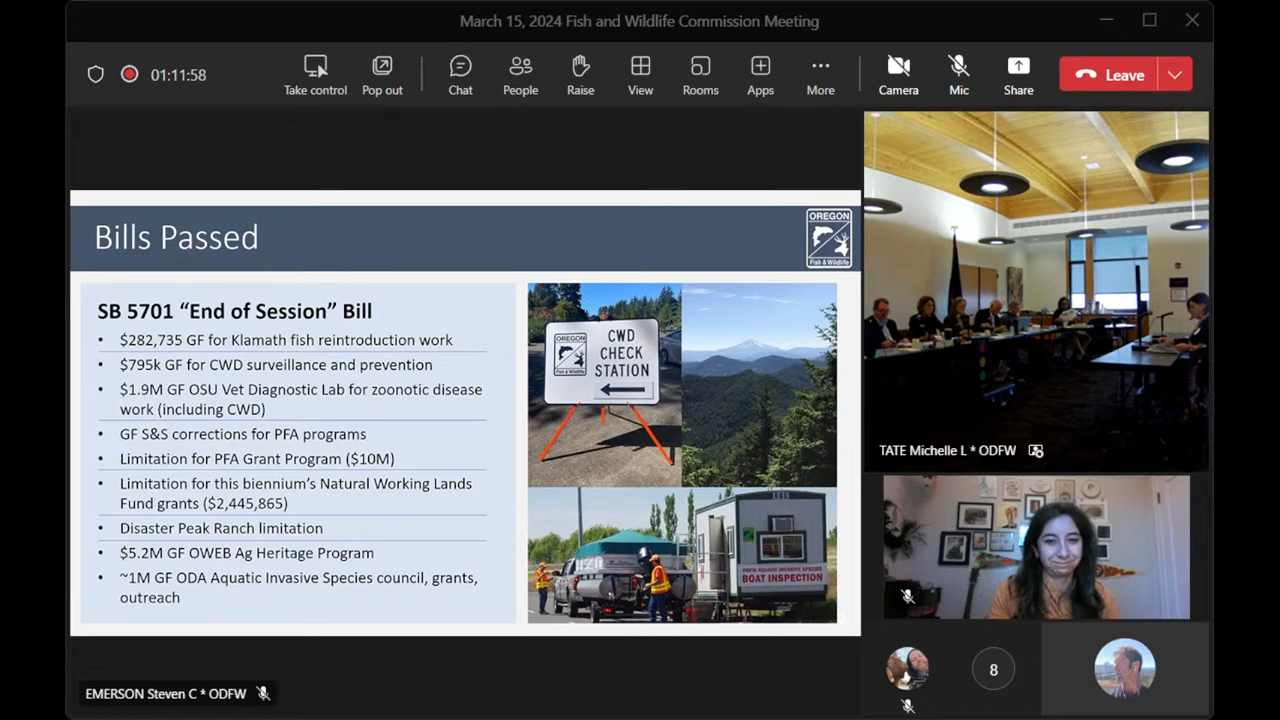 March 15, 2024 Fish and Wildlife Commission Meeting
01:11:58
Take control
Pop out
Chat
People
Raise
View
Rooms
Apps
More
Camera
Mic
Share
Leave
Bills Passed
OREGON
Fish & Wildlife
SB 5701 “End of Session” Bill
• $282,735 GF for Klamath fish reintroduction work
• $795k GF for CWD surveillance and prevention
• $1.9M GF OSU Vet Diagnostic Lab for zoonotic disease
work (including CWD)
• GF S&S corrections for PFA programs
• Limitation for PFA Grant Program ($10M)
• Limitation for this biennium’s Natural Working Lands
Fund grants ($2,445,865)
• Disaster Peak Ranch limitation
• $5.2M GF OWEB Ag Heritage Program
• ~1M GF ODA Aquatic Invasive Species council, grants,
outreach
CWD
CHECK
STATION
ODFW AQUATIC INVASIVE SPECIES
BOAT INSPECTION
TATE Michelle L * ODFW
8
EMERSON Steven C * ODFW